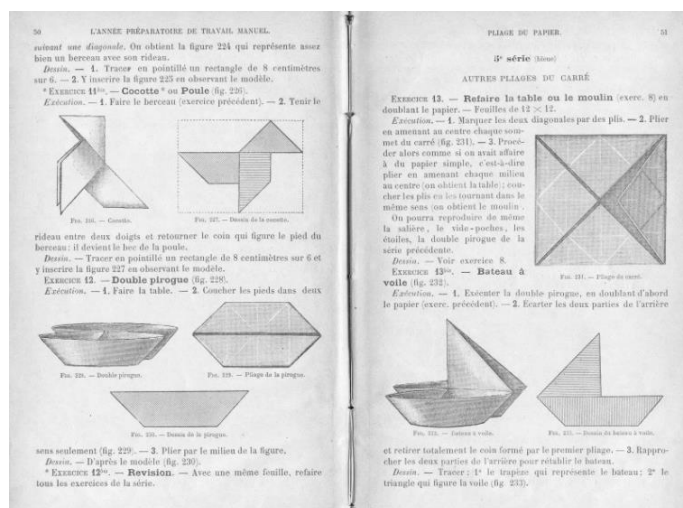 50 L'ANNÉE PRÉPARATOIRE DE TRAVAIL MANUEL.
suivant une diagonale. On obtient la figure 224 qui représente assez
bien un berceau avec son rideau.
Dessin. — 1. Tracer en pointillé un rectangle de 8 centimètres
sur 6. — 2. Y inscrire la figure 225 en observant le modèle.
* EXERCICE 11bis. — Cocotte* ou Poule (fig. 226).
Exécution. — 1. Faire le berceau (exercice précédent). — 2. Tenir le
FIG. 226. — Cocotte.
FIG. 227. — Dessin de la cocotte.
rideau entre deux doigts et retourner le coin qui figure le pied du
berceau : il devient le bec de la poule.
Dessin. — Tracer en pointillé un rectangle de 8 centimètres sur 6 et
y inscrire la figure 227 en observant le modèle.
EXERCICE 12. — Double pirogue (fig. 228).
Exécution. — 1. Faire la table. — 2. Coucher les pieds dans deux
FIG. 228. — Double pirogue.
FIG. 229. — Pliage de la pirogue.
FIG. 230. — Dessin de la pirogue.
sens seulement (fig. 229). — 3. Plier par le milieu de la figure.
Dessin. — D'après le modèle (fig. 230).
* EXERCICE 12bis. — Revision. — Avec une même feuille, refaire
tous les exercices de la série.
PLIAGE DU PAPIER. 51
5e série (bleue)
AUTRES PLIAGES DU CARRÉ
EXERCICE 13. — Refaire la table ou le moulin (exerc. 8) en
doublant le papier. — Feuilles de 12 × 12.
Exécution. — 1. Marquer les deux diagonales par des plis. — 2. Plier
en amenant au centre chaque som-
met du carré (fig. 231). — 3. Procé-
der alors comme si on avait affaire
à du papier simple, c'est-à-dire
plier en amenant chaque milieu
au centre (on obtient la table) ; cou-
cher les plis en les tournant dans le
même sens (on obtient le moulin).
On pourra reproduire de même
la salière, le vide-poches, les
étoiles, la double pirogue de la
série précédente.
Dessin. — Voir exercice 8.
EXERCICE 13bis. — Bateau à
voile (fig. 232).
FIG. 231. — Pliage du carré.
Exécution. — 1. Exécuter la double pirogue, en doublant d'abord
le papier (exerc. précédent). — 2. Ecarter les deux parties de l'arrière
FIG. 232. — Bateau à voile.
FIG. 233. — Dessin du bateau à voile.
et retirer totalement le coin formé par le premier pliage. — 3. Rappro-
cher les deux parties de l'arrière pour rétablir le bateau.
Dessin. — Tracer : 1° le trapèze qui représente le bateau ; 2° le
triangle qui figure la voile (fig. 233).